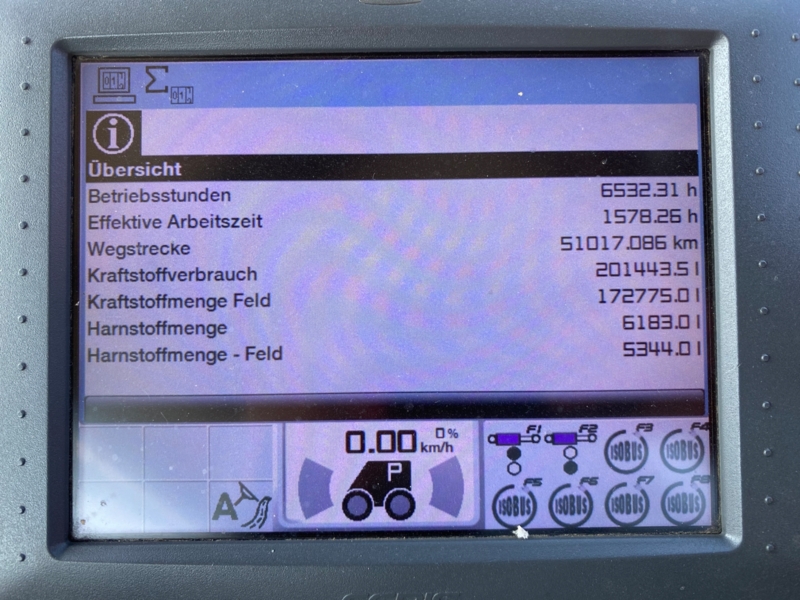 Übersicht
Betriebsstunden 6532.31 h
Effektive Arbeitszeit 1578.26 h
Wegstrecke 51017.086 km
Kraftstoffverbrauch 201443.5 l
Kraftstoffmenge Feld 172775.0 l
Harnstoffmenge 6183.0 l
Harnstoffmenge - Feld 5344.0 l
0.00 km/h 0%
P
A
F1 F2 F3 F4
ISOBUS ISOBUS
F5 F6 F7 F8
ISOBUS ISOBUS ISOBUS ISOBUS